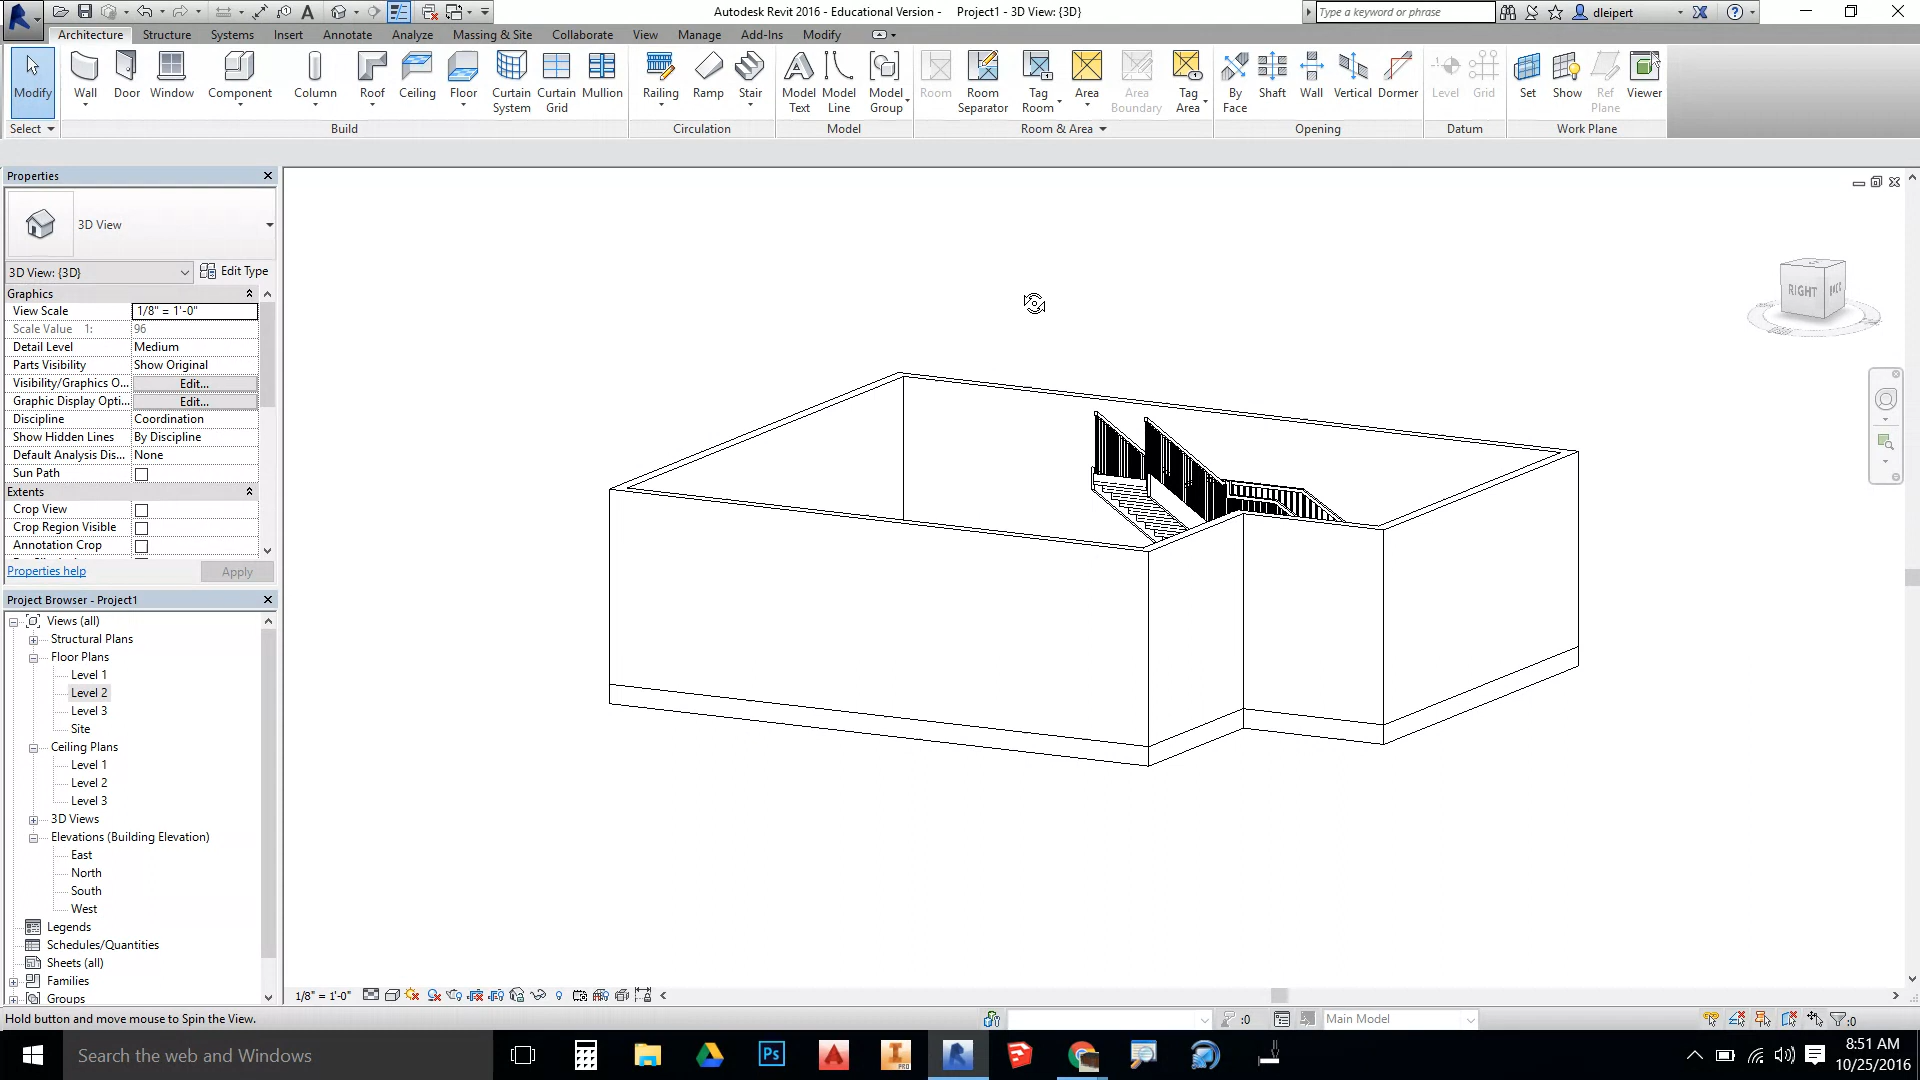 Autodesk Revit 2016 - Educational Version - Project1 - 3D View: {3D}
Type a keyword or phrase
dleipert
Architecture Structure Systems Insert Annotate Analyze Massing & Site Collaborate View Manage Add-Ins Modify
Modify Wall Door Window Component Column Roof Ceiling Floor Curtain System Curtain Grid Mullion Railing Ramp Stair Model Text Model Line Model Group Room Room Separator Tag Room Area Area Boundary Tag Area By Face Shaft Wall Vertical Dormer Level Grid Set Show Ref Plane Viewer
Select Build Circulation Model Room & Area Opening Datum Work Plane
Properties
3D View
3D View: {3D} Edit Type
Graphics
View Scale 1/8" = 1'-0"
Scale Value 1: 96
Detail Level Medium
Parts Visibility Show Original
Visibility/Graphics O... Edit...
Graphic Display Opti... Edit...
Discipline Coordination
Show Hidden Lines By Discipline
Default Analysis Dis... None
Sun Path
Extents
Crop View
Crop Region Visible
Annotation Crop
Properties help Apply
Project Browser - Project1
Views (all)
Structural Plans
Floor Plans
Level 1
Level 2
Level 3
Site
Ceiling Plans
Level 1
Level 2
Level 3
3D Views
Elevations (Building Elevation)
East
North
South
West
Legends
Schedules/Quantities
Sheets (all)
Families
Groups
RIGHT
1/8" = 1'-0"
Hold button and move mouse to Spin the View.
:0
Main Model
:0
Search the web and Windows
Ps
PRO
8:51 AM
10/25/2016